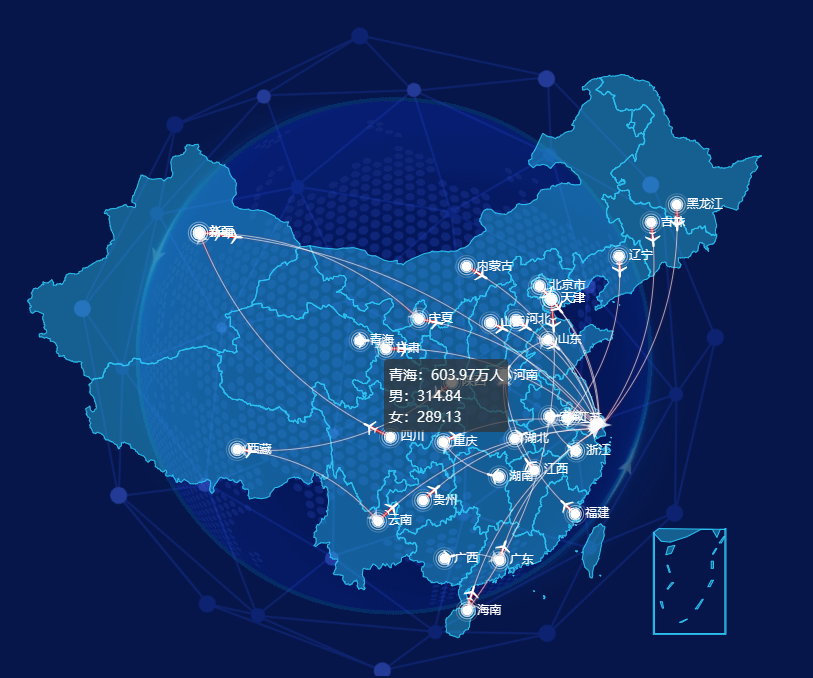 黑龙江
吉林
新疆
辽宁
内蒙古
北京市
天津
宁夏
河北
青海
甘肃
山东
青海：603.97万人
男：314.84
女：289.13
河南
四川
重庆
湖北
西藏
浙江
江西
湖南
贵州
福建
云南
广西
广东
海南